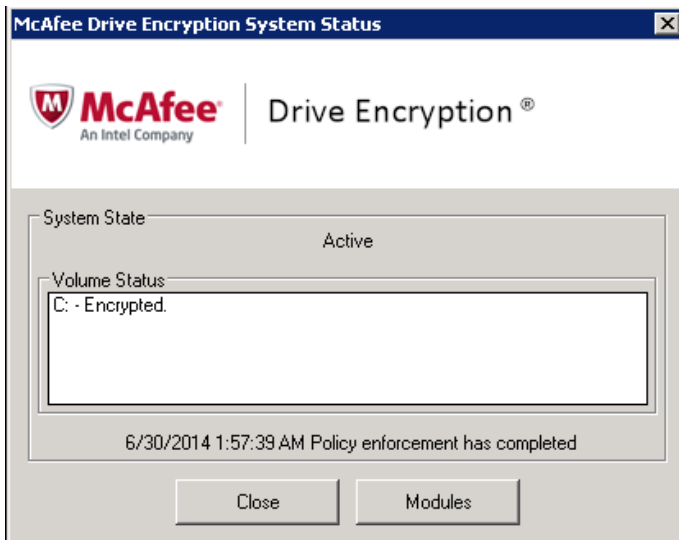 McAfee Drive Encryption System Status
McAfee®
An Intel Company
Drive Encryption ®
System State
Active
Volume Status
C: - Encrypted.
6/30/2014 1:57:39 AM Policy enforcement has completed
Close
Modules